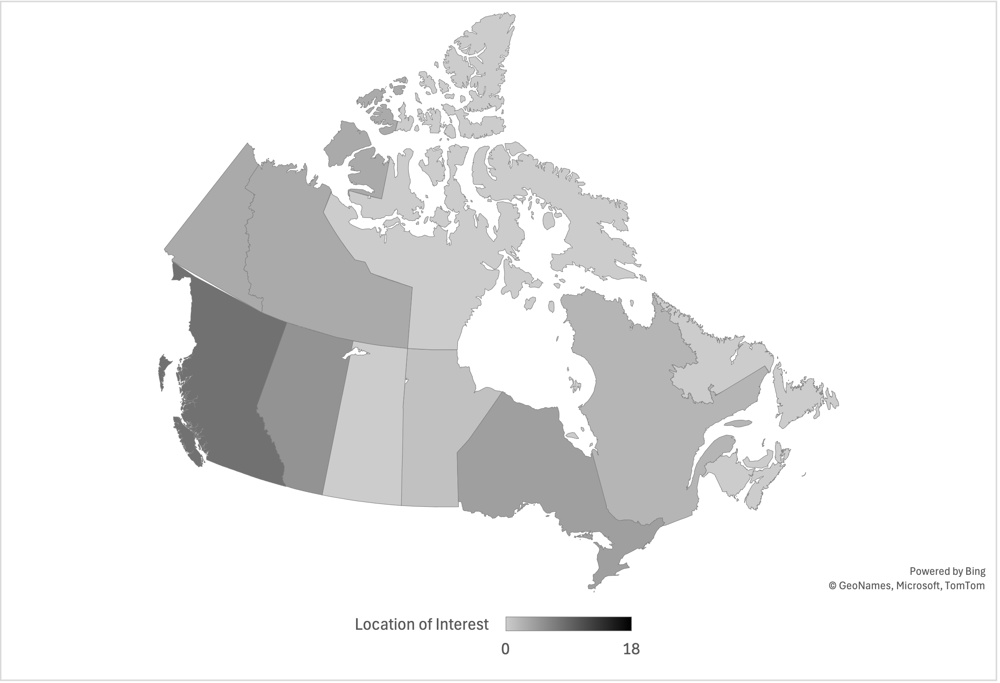 Powered by Bing
© GeoNames, Microsoft, TomTom
Location of Interest
0 18